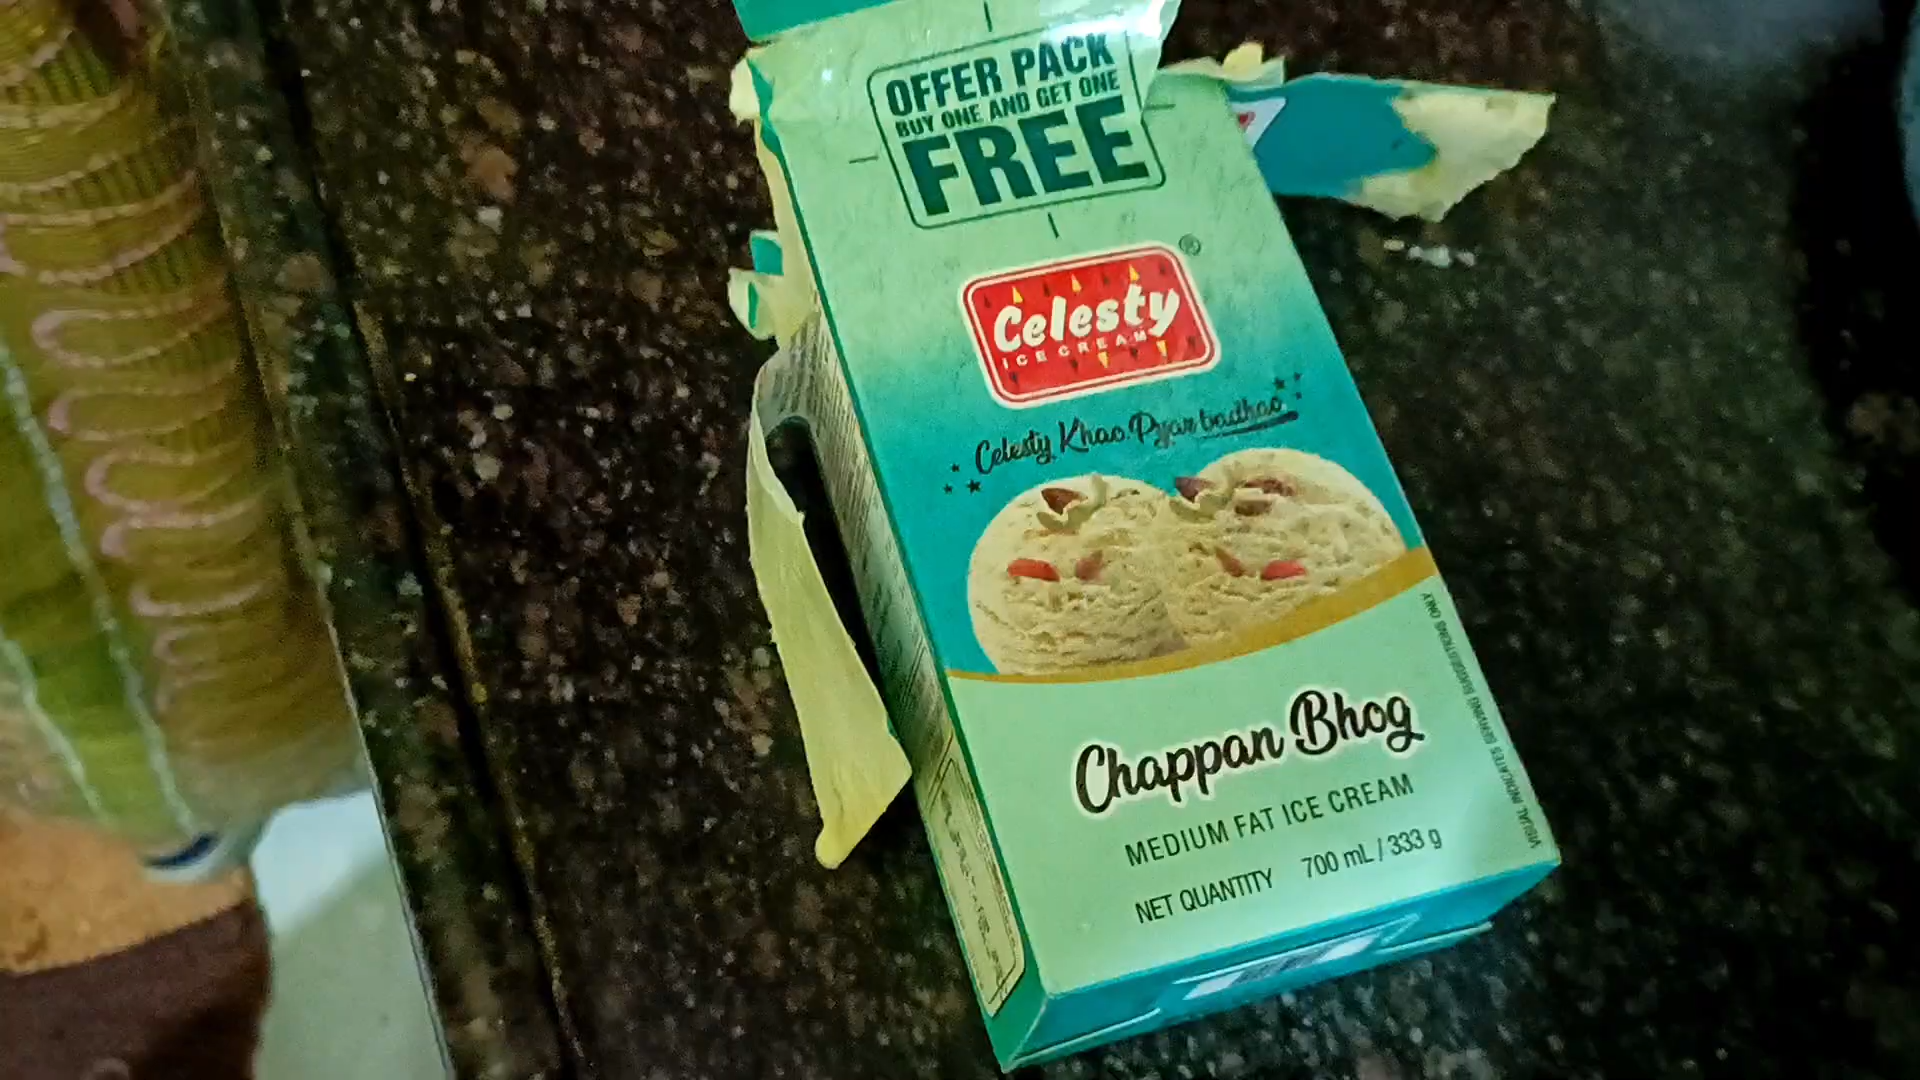 OFFER PACK
BUY ONE AND GET ONE
FREE
Celesty
ICE CREAM
®
Celesty Khao Pyar badhao
Chappan Bhog
MEDIUM FAT ICE CREAM
NET QUANTITY 700 mL / 333 g
VISUAL INDICATES SERVING SUGGESTIONS ONLY